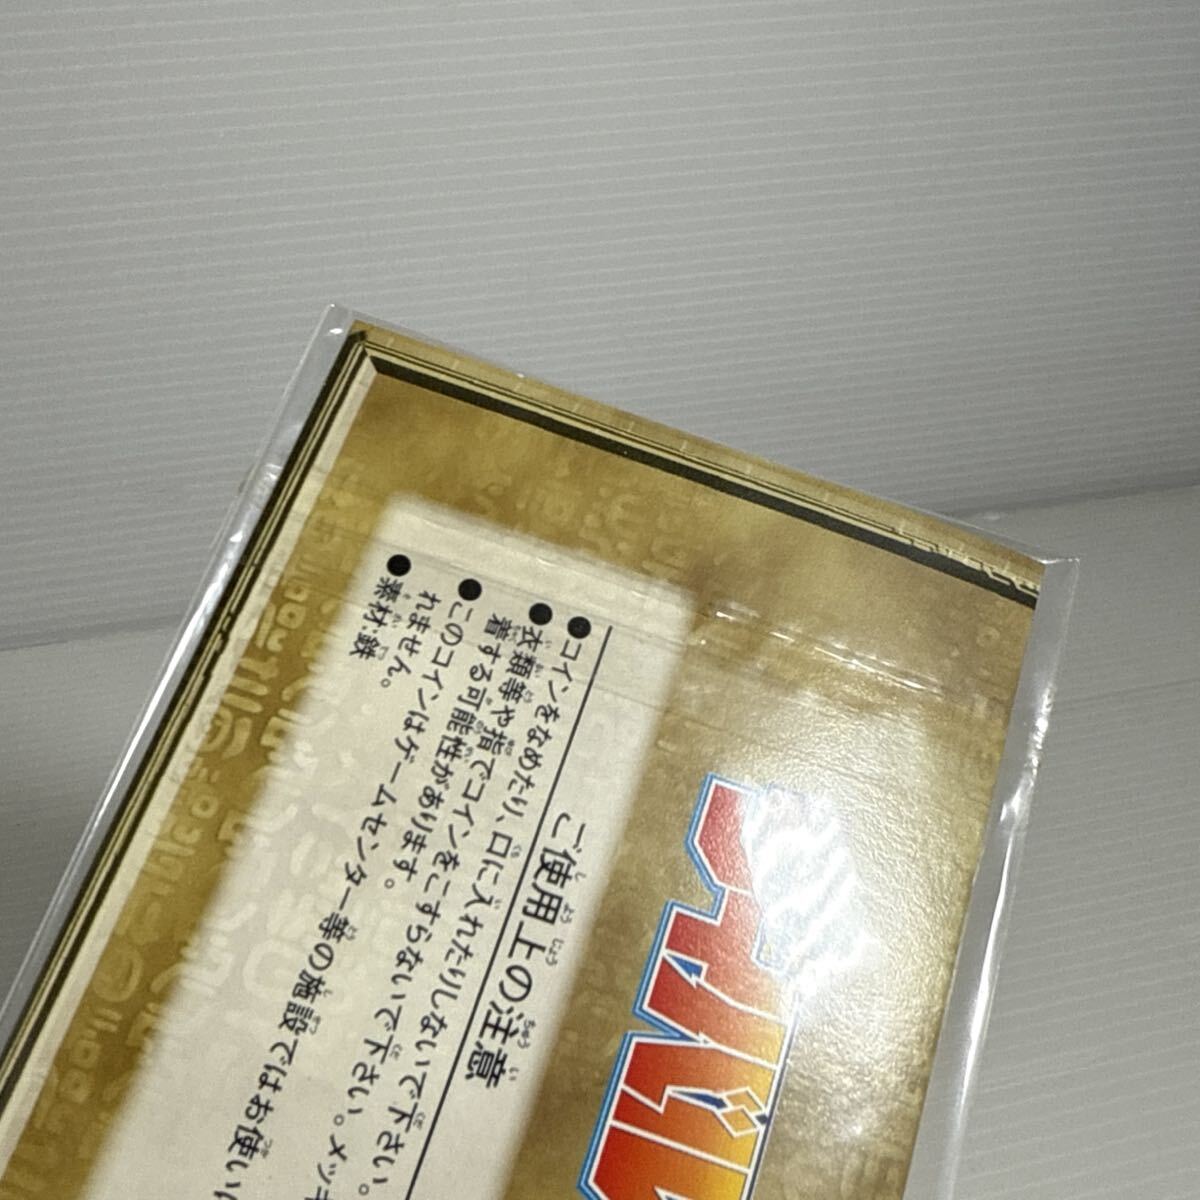 ご使用上の注意
●コインをなめたり、口に入れたりしないで下さい。
●衣類等や指でコインをこすらないで下さい。メッキ
着する可能性があります。
●このコインはゲームセンター等の施設ではお使い
れません。
●素材:鉄